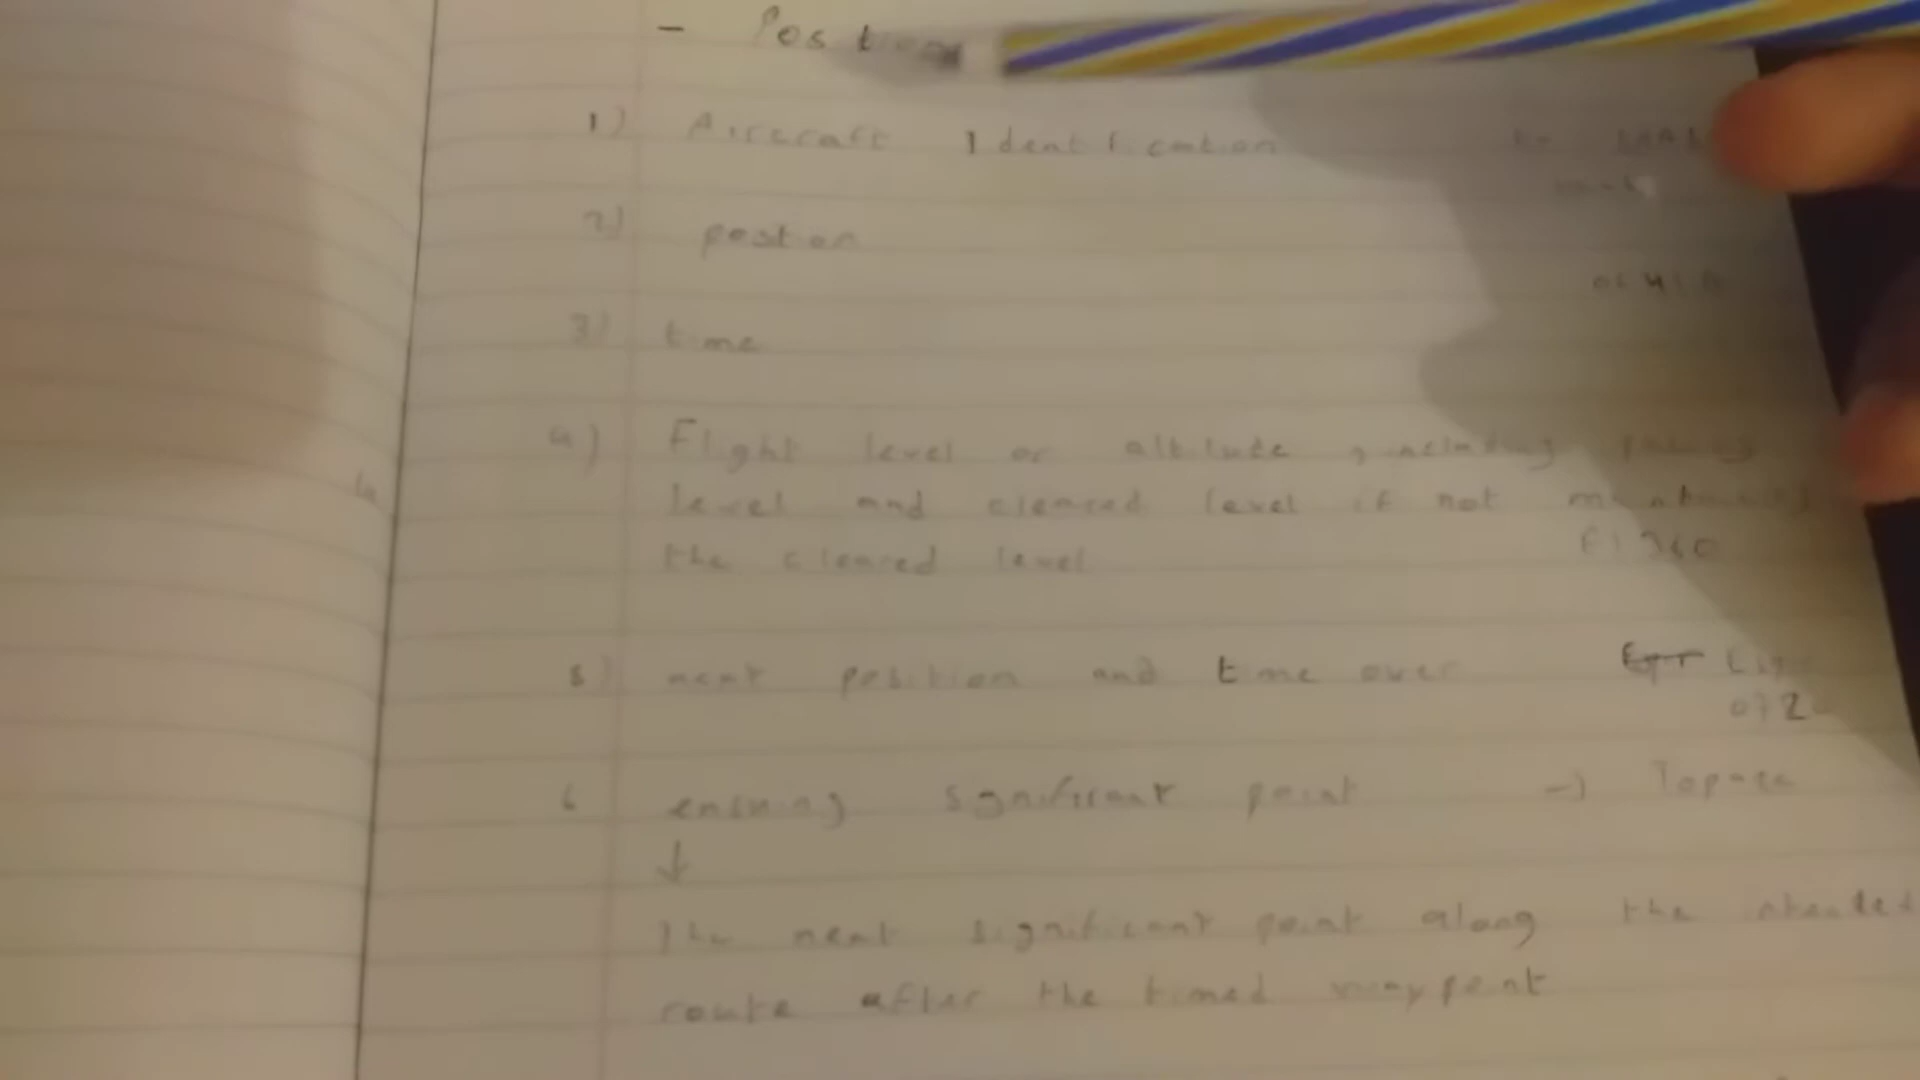 - Position
1) Aircraft Identification
2) postion
3) time
4) Flight level or altitude, including passing
level and cleared level if not maintaining
the cleared level
FL360
5) next position and time over
072
6 ensuing significant point →
↓
The next significant point along the intended
route after the timed waypoint